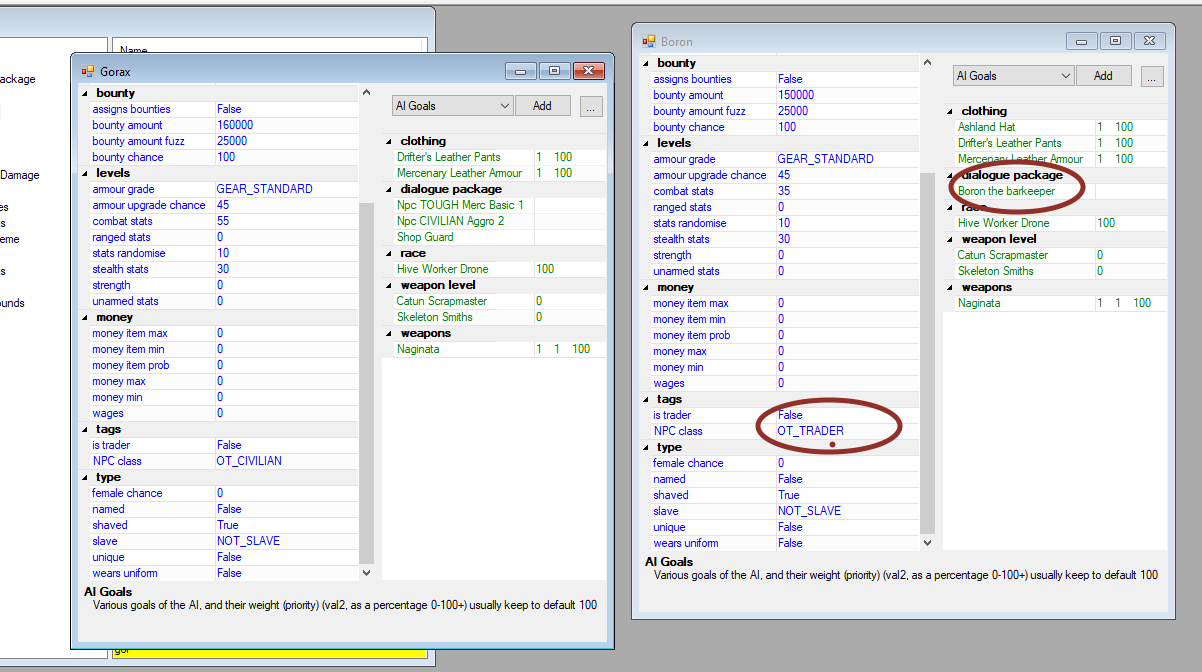 Name
ackage
Damage
es
s
eme
s
ounds
gor
Gorax
bounty
assigns bounties False
bounty amount 160000
bounty amount fuzz 25000
bounty chance 100
levels
armour grade GEAR_STANDARD
armour upgrade chance 45
combat stats 55
ranged stats 0
stats randomise 10
stealth stats 30
strength 0
unarmed stats 0
money
money item max 0
money item min 0
money item prob 0
money max 0
money min 0
wages 0
tags
is trader False
NPC class OT_CIVILIAN
type
female chance 0
named False
shaved True
slave NOT_SLAVE
unique False
wears uniform False
AI Goals Add ...
clothing
Drifter's Leather Pants 1 100
Mercenary Leather Armour 1 100
dialogue package
Npc TOUGH Merc Basic 1
Npc CIVILIAN Aggro 2
Shop Guard
race
Hive Worker Drone 100
weapon level
Catun Scrapmaster 0
Skeleton Smiths 0
weapons
Naginata 1 1 100
AI Goals
Various goals of the AI, and their weight (priority) (val2, as a percentage 0-100+) usually keep to default 100
Boron
bounty
assigns bounties False
bounty amount 150000
bounty amount fuzz 25000
bounty chance 100
levels
armour grade GEAR_STANDARD
armour upgrade chance 45
combat stats 35
ranged stats 0
stats randomise 10
stealth stats 30
strength 0
unarmed stats 0
money
money item max 0
money item min 0
money item prob 0
money max 0
money min 0
wages 0
tags
is trader False
NPC class OT_TRADER
type
female chance 0
named False
shaved True
slave NOT_SLAVE
unique False
wears uniform False
AI Goals Add ...
clothing
Ashland Hat 1 100
Drifter's Leather Pants 1 100
Mercenary Leather Armour 1 100
dialogue package
Boron the barkeeper
race
Hive Worker Drone 100
weapon level
Catun Scrapmaster 0
Skeleton Smiths 0
weapons
Naginata 1 1 100
AI Goals
Various goals of the AI, and their weight (priority) (val2, as a percentage 0-100+) usually keep to default 100